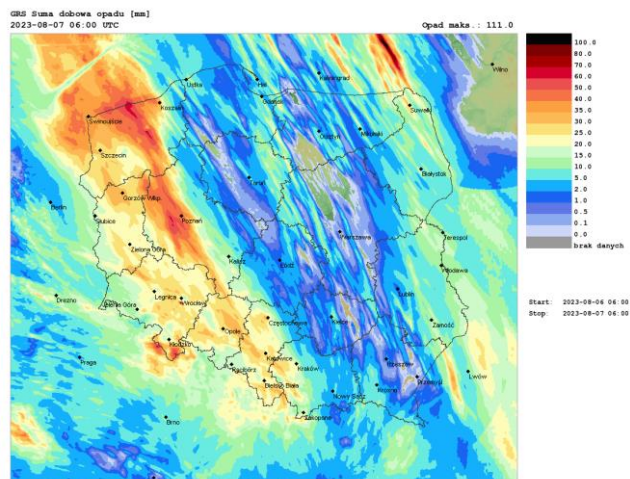 GRS Suma dobowa opadu [mm]
2023-08-07 06:00 UTC
Opad maks.: 111.0
Wilno
Kaliningrad
Ustka
Hel
Gdańsk
Koszalin
Suwałki
Świnoujście
Olsztyn
Mikołajki
Szczecin
Białystok
Toruń
Gorzów Wlkp.
Berlin
Słubice
Poznań
Warszawa
Terespol
Zielona Góra
Kalisz
Łódź
Włodawa
Drezno
Legnica
Wrocław
Jelenia Góra
Lublin
Opole
Częstochowa
Kielce
Zamość
Kłodzko
Praga
Racibórz
Katowice
Kraków
Rzeszów
Przemyśl
Lwów
Bielsko Biała
Nowy Sącz
Krosno
Zakopane
Brno
100.0
80.0
70.0
60.0
50.0
40.0
35.0
30.0
25.0
20.0
15.0
10.0
5.0
2.0
1.0
0.5
0.1
0.0
brak danych
Start: 2023-08-06 06:00
Stop: 2023-08-07 06:00